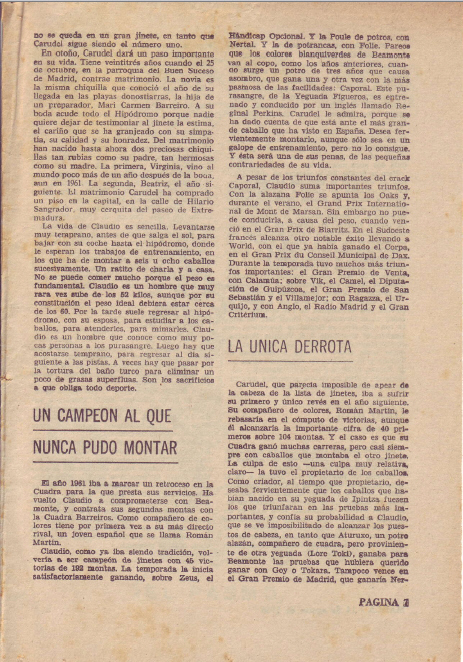 no se queda en un gran jinete, en tanto que
Carudel sigue siendo el número uno.
En otoño, Carudel dará un paso importante
en su vida. Tiene veintitrés años cuando el 25
de octubre, en la parroquia del Buen Suceso
de Madrid, contrae matrimonio. La novia es
la misma chiquilla que conoció el año de su
llegada en las playas donostiarras, la hija de
un preparador, Mari Carmen Barreiro. A su
boda acude todo el Hipódromo porque nadie
quiere dejar de testimoniar al jinete la estima,
el cariño que se ha granjeado con su simpa-
tía, su calidad y su honradez. Del matrimonio
han nacido hasta ahora dos preciosas chiqui-
llas tan rubias como su padre, tan hermosas
como su madre. La primera, Virginia, vino al
mundo poco más de un año después de la boda,
aun en 1961. La segunda, Beatriz, el año si-
guiente. El matrimonio Carudel ha comprado
un piso en la capital, en la calle de Hilario
Sangrador, muy cerquita del paseo de Extre-
madura.
La vida de Claudio es sencilla. Levantarse
muy temprano, antes de que salga el sol, para
bajar con su coche hasta el hipódromo, donde
le esperan los trabajos de entrenamiento, en
los que ha de montar a seis u ocho caballos
sucesivamente. Un ratito de charla y a casa.
No se puede comer mucho porque el peso es
fundamental. Claudio es un hombre que muy
rara vez sube de los 52 kilos, aunque por su
constitución el peso ideal debiera estar cerca
de los 60. Por la tarde suele regresar al hipó-
dromo, con su esposa, para estudiar a los ca-
ballos, para atenderles, para mimarles. Clau-
dio es un hombre que conoce como muy po-
cas personas a los purasangre. Luego hay que
acostarse temprano, para regresar al día si-
guiente a las pistas. A veces hay que pasar por
la tortura del baño turco para eliminar un
poco de grasas superfluas. Son los sacrificios
a que obliga todo deporte.
UN CAMPEON AL QUE
NUNCA PUDO MONTAR
El año 1961 iba a marcar un retroceso en la
Cuadra para la que presta sus servicios. Ha
vuelto Claudio a comprometerse con Bea-
monte, y contrata sus segundas montas con
la Cuadra Barreiros. Como compañero de co-
lores tiene por primera vez a su más directo
rival, un joven español que se llama Román
Martín.
Claudio, como ya iba siendo tradición, vol-
vería a ser campeón de jinetes con 45 vic-
torias de 192 montas. La temporada la inicia
satisfactoriamente ganando, sobre Zeus, el
Hándicap Opcional. Y la Poule de potros, con
Nertal. Y la de potrancas, con Folle. Parece
que los colores blanquiverdes de Beamonte
van al copo, como los años anteriores, cuan-
do surge un potro de tres años que causa
asombro, que gana una y otra vez con la más
pasmosa de las facilidades: Caporal. Este pu-
rasangre, de la Yeguada Figueroa, es entre-
nado y conducido por un inglés llamado Regi-
nal Perkins. Carudel le admira, porque se
ha dado cuenta de que está ante el más gran-
de caballo que ha visto en España. Desea fer-
vientemente montarlo, aunque sólo sea en un
galope de entrenamiento, pero no lo consigue.
Y ésta será una de sus penas, de las pequeñas
contrariedades de su vida.
A pesar de los triunfos constantes del crack
Caporal, Claudio suma importantes triunfos.
Con la alazana Folle se apunta los Oaks y,
durante el verano, el Grand Prix Internatio-
nal de Mont de Marsan. Sin embargo no pue-
de conducirla, a causa del peso, cuando ven-
ció en el Gran Prix de Biarritz. En el Sudoeste
francés alcanza otro notable éxito llevando a
World, con el que ya había ganado el Corpa,
en el Gran Prix du Conseil Municipal de Dax.
Durante la temporada tuvo muchos más triun-
fos importantes: el Gran Premio de Venta,
con Calamta; sobre Vik, el Camel, el Diputa-
ción de Guipúzcoa, el Gran Premio de San
Sebastián y el Villamejor; con Ragazza, el Ur-
quijo, y con Anglo, el Radio Madrid y el Gran
Criterium.
LA UNICA DERROTA
Carudel, que parecía imposible de apear de
la cabeza de la lista de jinetes, iba a sufrir
su primero y único revés en el año siguiente.
Su compañero de colores, Román Martín, le
rebasaría en el cómputo de victorias, aunque
él alcanzaría la importante cifra de 40 pri-
meros sobre 104 montas. Y el caso es que su
Cuadra ganó muchas carreras, pero casi siem-
pre con caballos que montaba el otro jinete.
La culpa de esto —una culpa muy relativa,
claro— la tuvo el propietario de los caballos.
Como criador, al tiempo que propietario, de-
seaba fervientemente que los caballos que ha-
bían nacido en su yeguada de Ipintza fuesen
los que triunfaran en las pruebas más im-
portantes, y confía su probabilidad a Claudio,
que se ve imposibilitado de alcanzar los pues-
tos de cabeza, en tanto que Aturuxo, un potro
alazán, compañero de cuadra, pero provinien-
te de otra yeguada (Lore Toki), ganaba para
Beamonte las pruebas que hubiera querido
ganar con Goy o Tokara. Tampoco vence en
el Gran Premio de Madrid, que ganaría Ner-
PAGINA 7